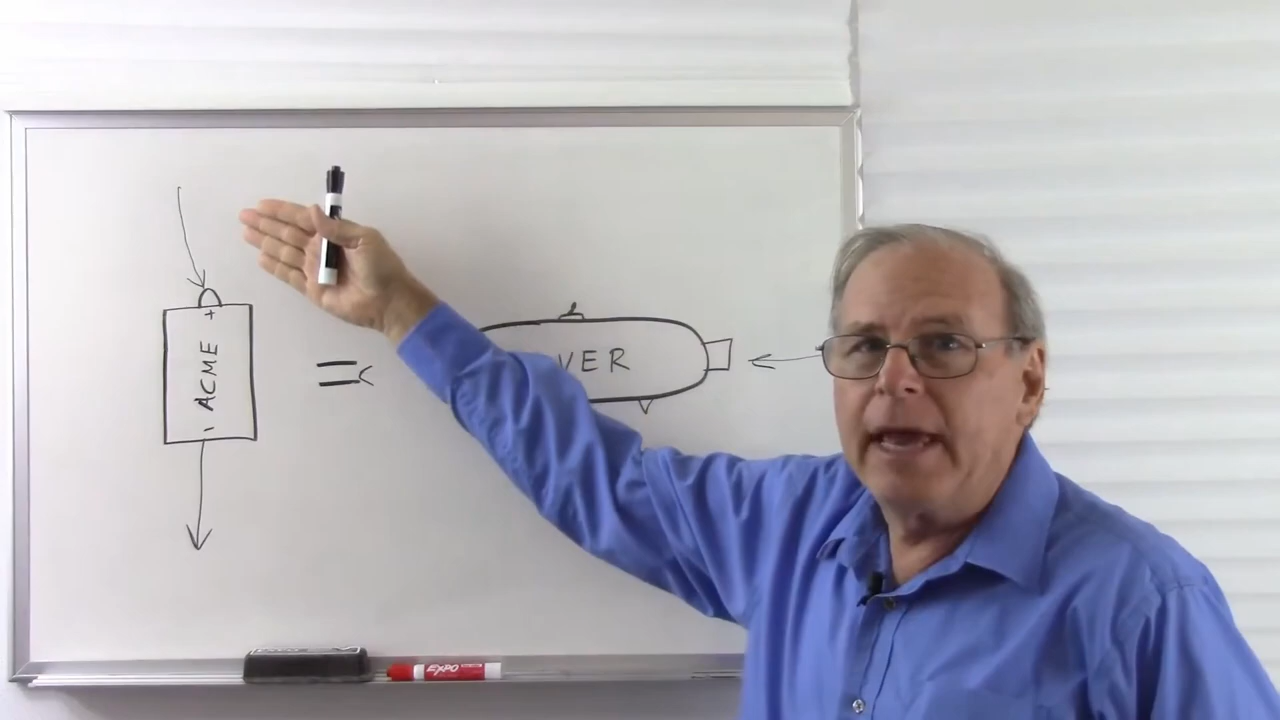 +
ACME
-
=
VER
EXPO